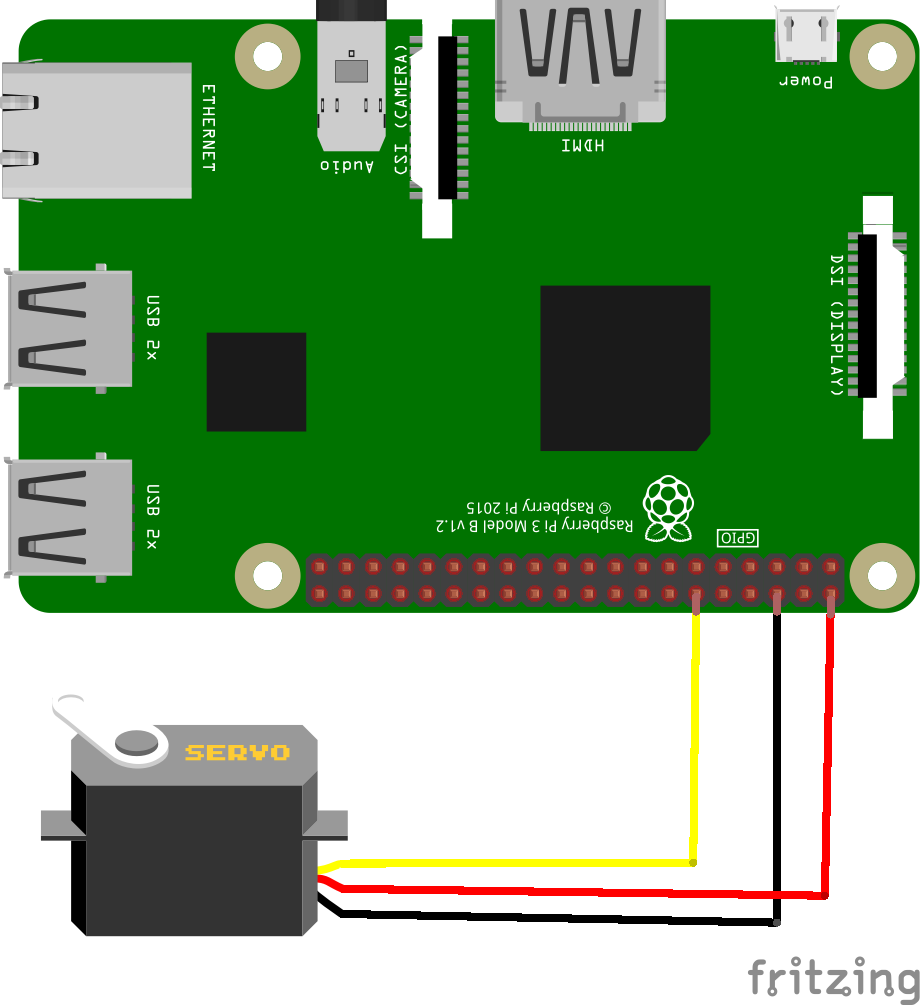 Power
HDMI
Audio
CSI (CAMERA)
ETHERNET
DSI (DISPLAY)
USB 2x
USB 2x
Raspberry Pi 3 Model B v1.2
© Raspberry Pi 2015
GPIO
SERVO
fritzing